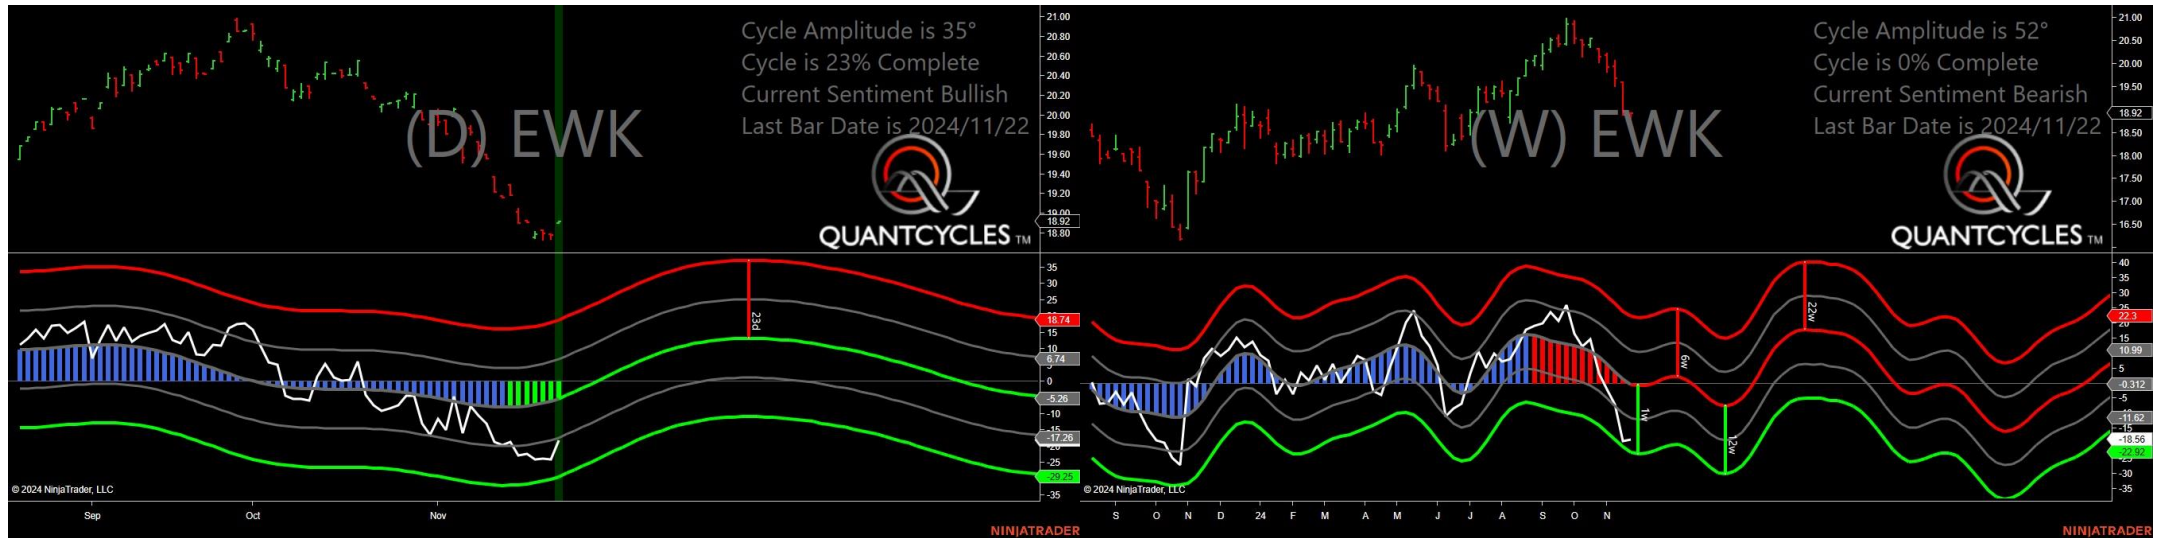 Cycle Amplitude is 35°
Cycle is 23% Complete
Current Sentiment Bullish
Last Bar Date is 2024/11/22
(D) EWK
QUANTCYCLES TM
21.00
20.80
20.60
20.40
20.20
20.00
19.80
19.60
19.40
19.20
19.00
18.92
18.80
35
30
25
18.74
15
10
6.74
5
0
-5.26
-10
-15
-17.26
-25
-29.25
-35
23d
© 2024 NinjaTrader, LLC
Sep
Oct
Nov
NINJATRADER
Cycle Amplitude is 52°
Cycle is 0% Complete
Current Sentiment Bearish
Last Bar Date is 2024/11/22
(W) EWK
QUANTCYCLES TM
21.00
20.50
20.00
19.50
18.92
18.50
18.00
17.50
17.00
16.50
40
35
30
25
22.3
20
15
10.99
5
-0.312
-5
-11.62
-15
-18.56
-22.92
-30
-35
1w
6w
12w
22w
© 2024 NinjaTrader, LLC
S O N D 24 F M A M J J A S O N
NINJATRADER